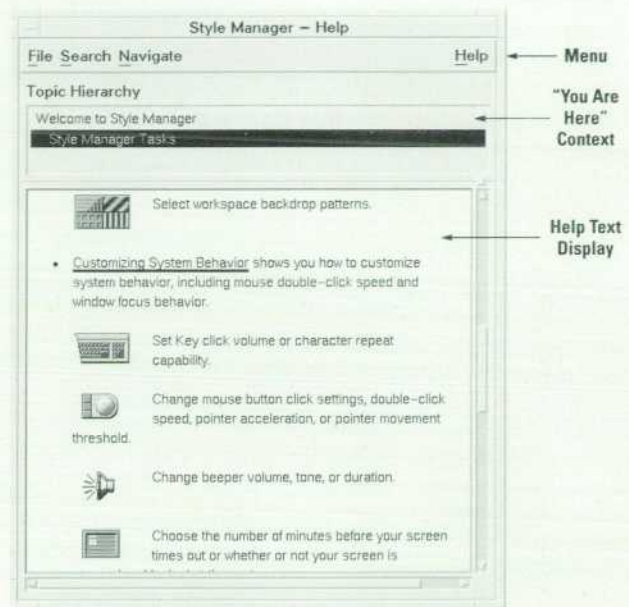 Style Manager – Help
File Search Navigate Help
Menu
Topic Hierarchy
"You Are
Here"
Context
Welcome to Style Manager
Style Manager Tasks
Select workspace backdrop patterns.
Help Text
Display
• Customizing System Behavior shows you how to customize
system behavior, including mouse double-click speed and
window focus behavior.
Set Key click volume or character repeat
capability.
Change mouse button click settings, double-click
speed, pointer acceleration, or pointer movement
threshold.
Change beeper volume, tone, or duration.
Choose the number of minutes before your screen
times out or whether or not your screen is